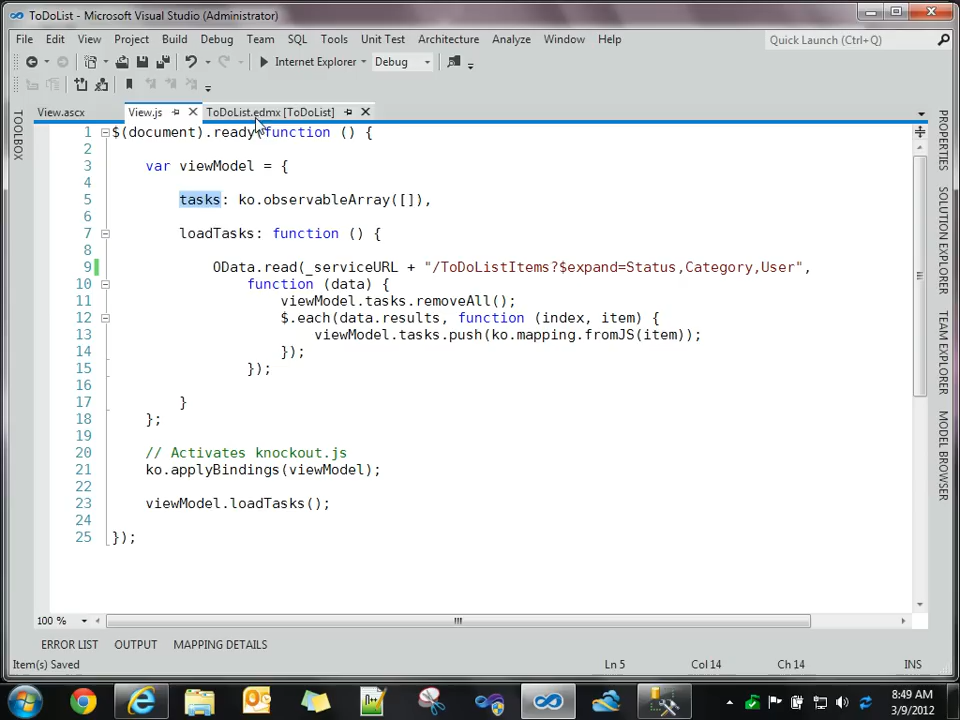 ToDoList - Microsoft Visual Studio (Administrator)
File Edit View Project Build Debug Team SQL Tools Unit Test Architecture Analyze Window Help
Quick Launch (Ctrl+Q)
Internet Explorer Debug
View.ascx View.js ToDoList.edmx [ToDoList]
TOOLBOX
1 $(document).ready(function () {
2
3 var viewModel = {
4
5 tasks: ko.observableArray([]),
6
7 loadTasks: function () {
8
9 OData.read(_serviceURL + "/ToDoListItems?$expand=Status,Category,User",
10 function (data) {
11 viewModel.tasks.removeAll();
12 $.each(data.results, function (index, item) {
13 viewModel.tasks.push(ko.mapping.fromJS(item));
14 });
15 });
16
17 }
18 };
19
20 // Activates knockout.js
21 ko.applyBindings(viewModel);
22
23 viewModel.loadTasks();
24
25 });
PROPERTIES
SOLUTION EXPLORER
TEAM EXPLORER
MODEL BROWSER
100 %
ERROR LIST OUTPUT MAPPING DETAILS
Item(s) Saved Ln 5 Col 14 Ch 14 INS
8:49 AM
3/9/2012